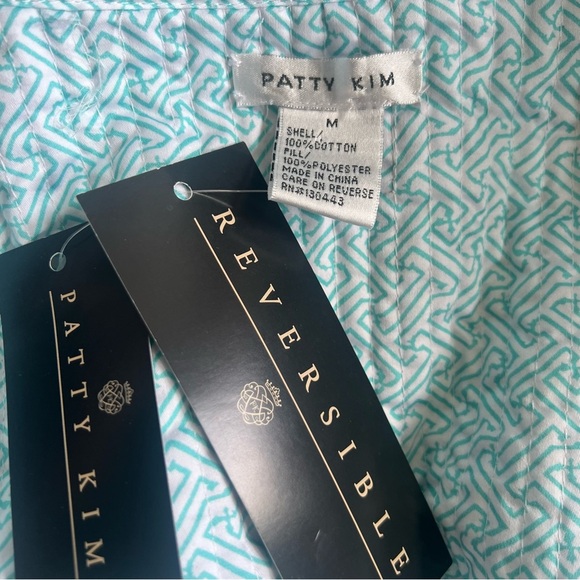 PATTY KIM
M
SHELL/
100%COTTON
FILL/
100%POLYESTER
MADE IN CHINA
CARE ON REVERSE
RN#130443
REVERSIBLE
PATTY KIM